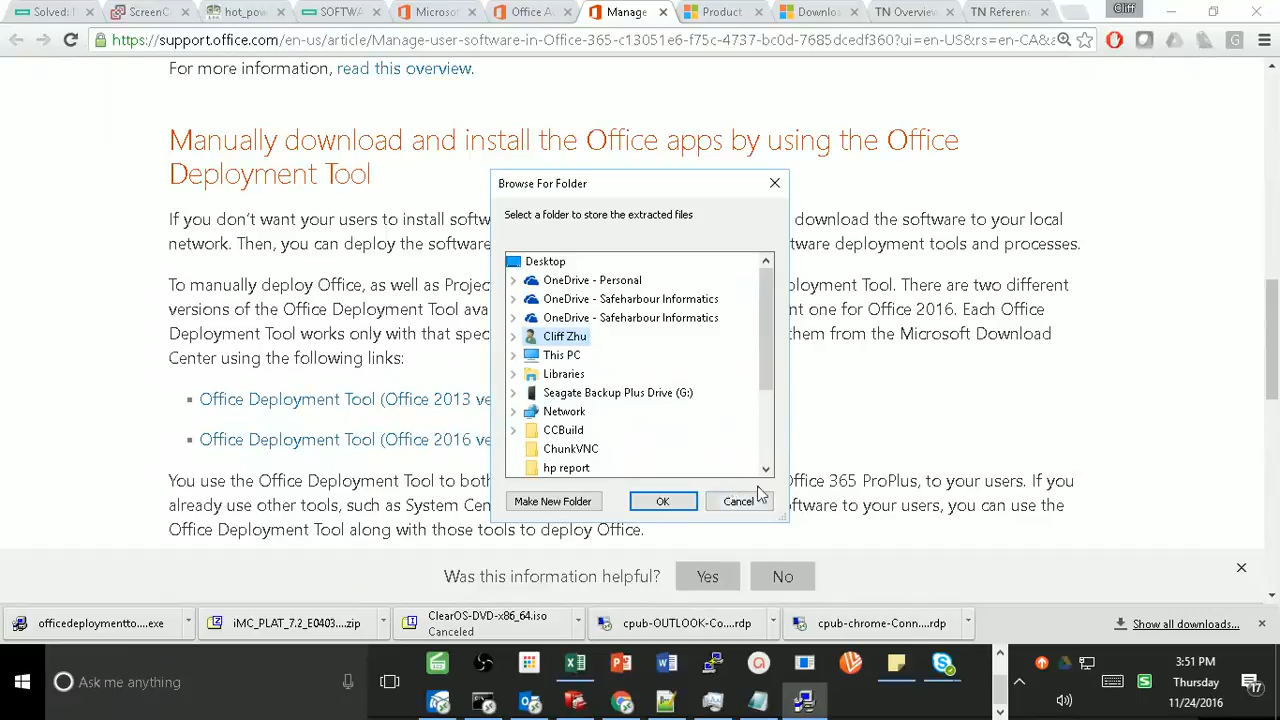 Solved:
ScreenC
hot_pow
SOFTWA
Microso
Office A
Manage
Product
Downlo
TN Overview
TN Referenc
Cliff
https://support.office.com/en-us/article/Manage-user-software-in-Office-365-c13051e6-f75c-4737-bc0d-7685dcedf360?ui=en-US&rs=en-CA&
For more information, read this overview.
Manually download and install the Office apps by using the Office
Deployment Tool
If you don't want your users to install softw
download the software to your local
network. Then, you can deploy the software
ware deployment tools and processes.
To manually deploy Office, as well as Projec
loyment Tool. There are two different
versions of the Office Deployment Tool ava
nt one for Office 2016. Each Office
Deployment Tool works only with that spec
them from the Microsoft Download
Center using the following links:
Office Deployment Tool (Office 2013 ve
Office Deployment Tool (Office 2016 ve
You use the Office Deployment Tool to both
ffice 365 ProPlus, to your users. If you
already use other tools, such as System Cen
oftware to your users, you can use the
Office Deployment Tool along with those tools to deploy Office.
Browse For Folder
Select a folder to store the extracted files
Desktop
OneDrive - Personal
OneDrive - Safeharbour Informatics
OneDrive - Safeharbour Informatics
Cliff Zhu
This PC
Libraries
Seagate Backup Plus Drive (G:)
Network
CCBuild
ChunkVNC
hp report
Make New Folder
OK
Cancel
Was this information helpful?
Yes
No
officedeploymentto....exe
iMC_PLAT_7.2_E0403....zip
ClearOS-DVD-x86_64.iso
Canceled
cpub-OUTLOOK-Co....rdp
cpub-chrome-Conn....rdp
Show all downloads...
Ask me anything
3:51 PM
Thursday
11/24/2016
17